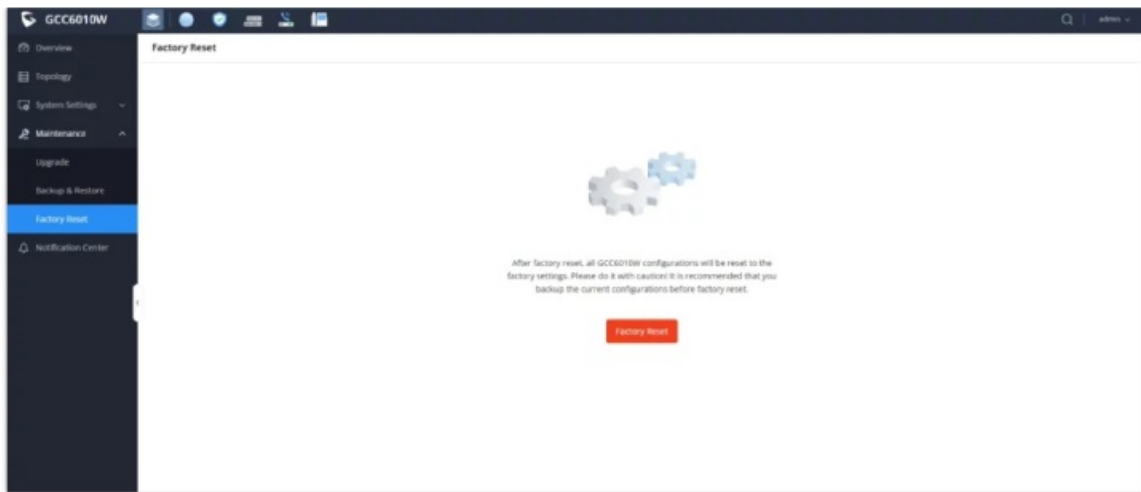 GCC6010W
admin
Overview
Factory Reset
Topology
System Settings
Maintenance
Upgrade
Backup & Restore
Factory Reset
Notification Center
After factory reset, all GCC6010W configurations will be reset to the
factory settings. Please do it with caution! It is recommended that you
backup the current configurations before factory reset.
Factory Reset